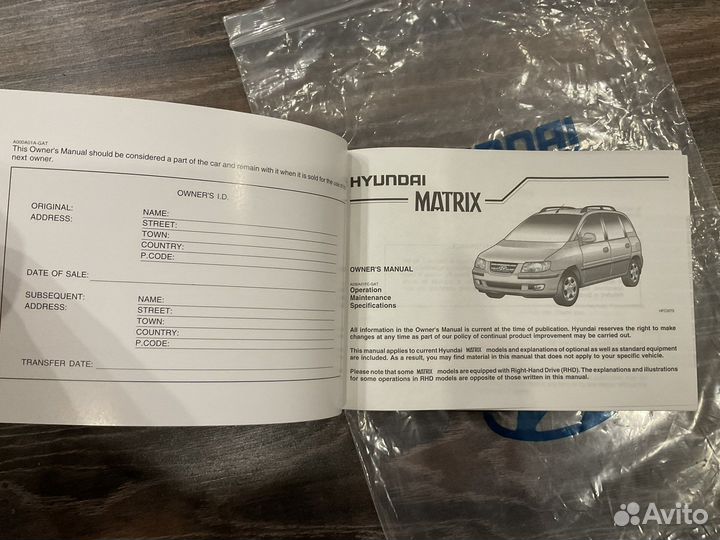 A000A01A-GAT
This Owner's Manual should be considered a part of the car and remain with it when it is sold for the use of the
next owner.
OWNER'S I.D.
ORIGINAL:
ADDRESS:
NAME:
STREET:
TOWN:
COUNTRY:
P.CODE:
DATE OF SALE:
SUBSEQUENT:
ADDRESS:
NAME:
STREET:
TOWN:
COUNTRY:
P.CODE:
TRANSFER DATE:
HYUNDAI
MATRIX
OWNER'S MANUAL
Operation
Maintenance
Specifications
All information in the Owner's Manual is current at the time of publication. Hyundai reserves the right to make
changes at any time as part of our policy of continual product improvement may be carried out.
This manual applies to current Hyundai MATRIX models and explanations of optional as well as standard equipment
are included. As a result, you may find material in this manual that does not apply to your specific vehicle.
Please note that some MATRIX models are equipped with Right-Hand Drive (RHD). The explanations and illustrations
for some operations in RHD models are opposite of those written in this manual.
Avito